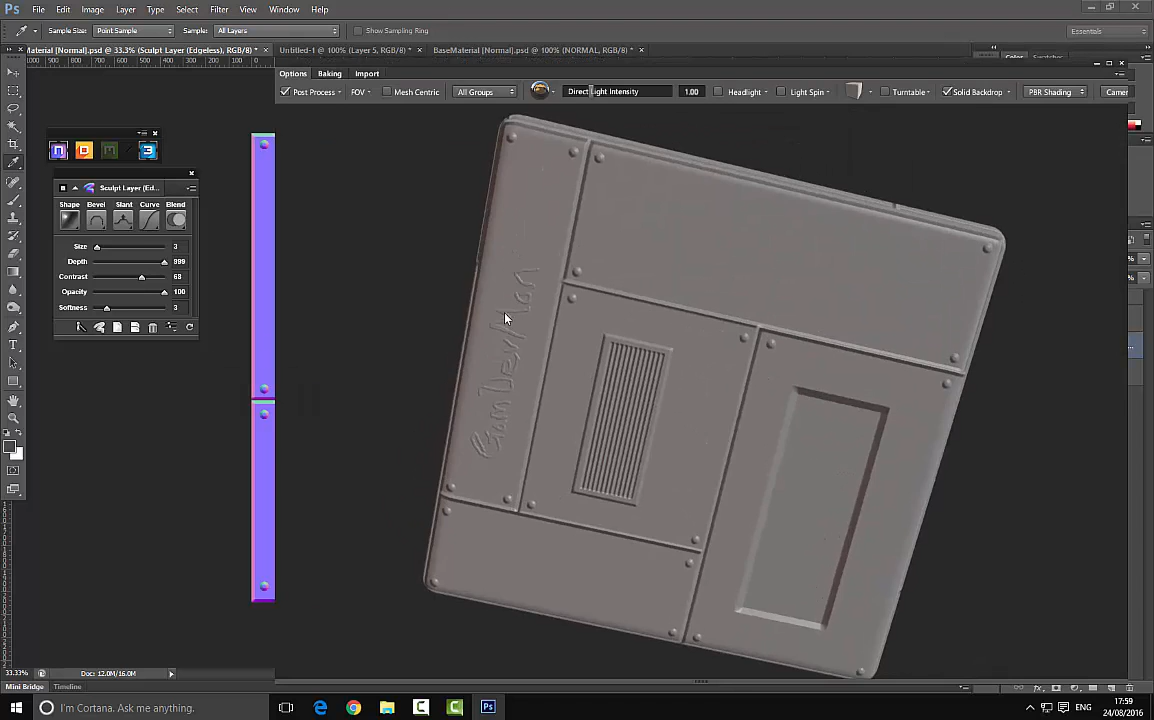 Ps File Edit Image Layer Type Select Filter View Window Help
Sample Size: Point Sample Sample: All Layers Show Sampling Ring Essentials
Material [Normal].psd @ 33.3% (Sculpt Layer (Edgeless), RGB/8) * × Untitled-1 @ 100% (Layer 5, RGB/8) * × BaseMaterial [Normal].psd @ 100% (NORMAL, RGB/8) * ×
Color Swatches
Options Baking Import
Post Process FOV Mesh Centric All Groups Direct Light Intensity 1.00 Headlight Light Spin Turntable Solid Backdrop PBR Shading Camer
Sculpt Layer (Ed...
Shape Bevel Slant Curve Blend
Size 3
Depth 999
Contrast 68
Opacity 100
Softness 3
33.33% Doc: 12.0M/16.0M
Mini Bridge Timeline
I'm Cortana. Ask me anything.
ENG
17:59
24/08/2016